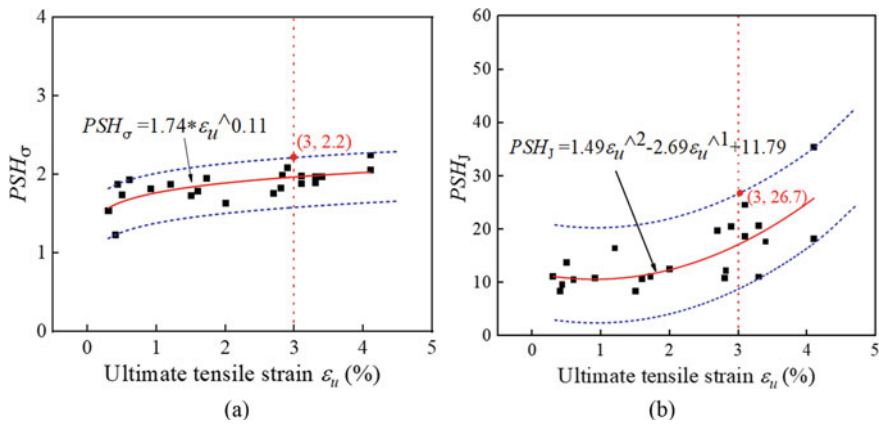 4
3
2
1
0
0 1 2 3 4 5
PSHσ
PSHσ=1.74*εu^0.11
(3, 2.2)
Ultimate tensile strain εu (%)
(a)
60
50
40
30
20
10
0
0 1 2 3 4 5
PSHJ
PSHJ=1.49εu^2-2.69εu^1+11.79
(3, 26.7)
Ultimate tensile strain εu (%)
(b)